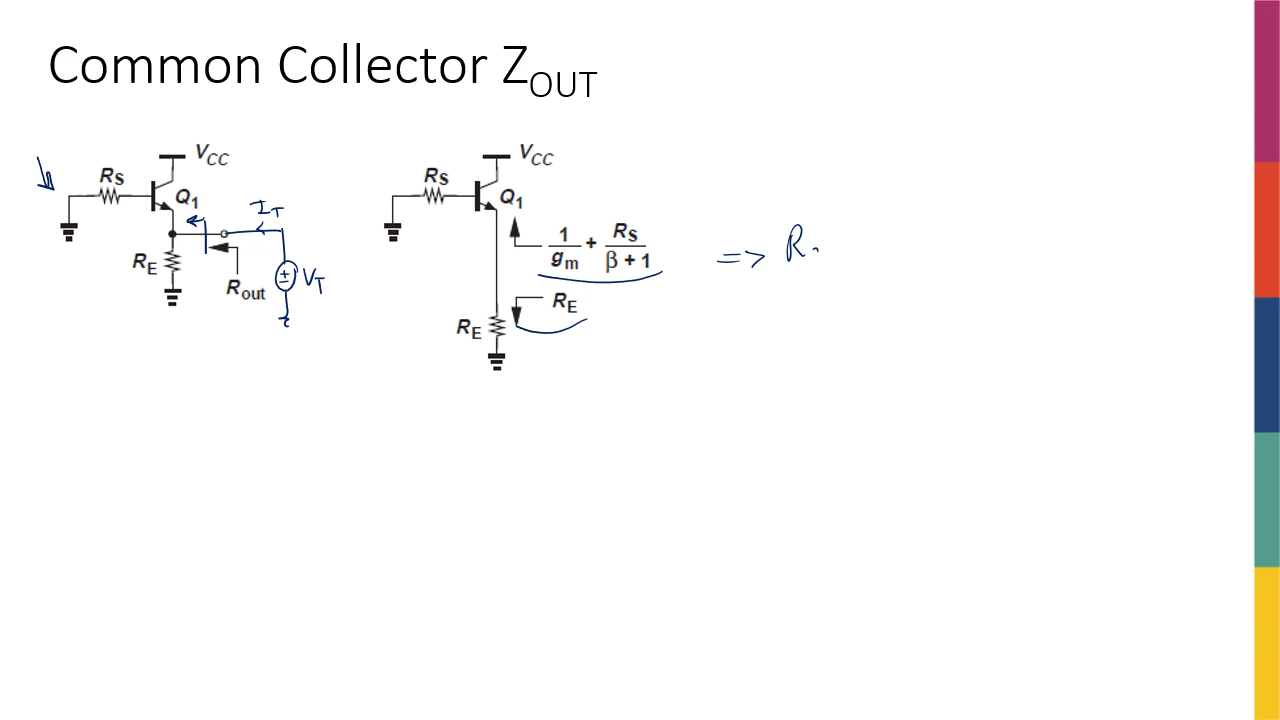 Common Collector Z_OUT
V_CC
R_S
Q_1
I_T
R_E
R_out
V_T
V_CC
R_S
Q_1
1/g_m + R_S/(β + 1)
R_E
R_E
=> R